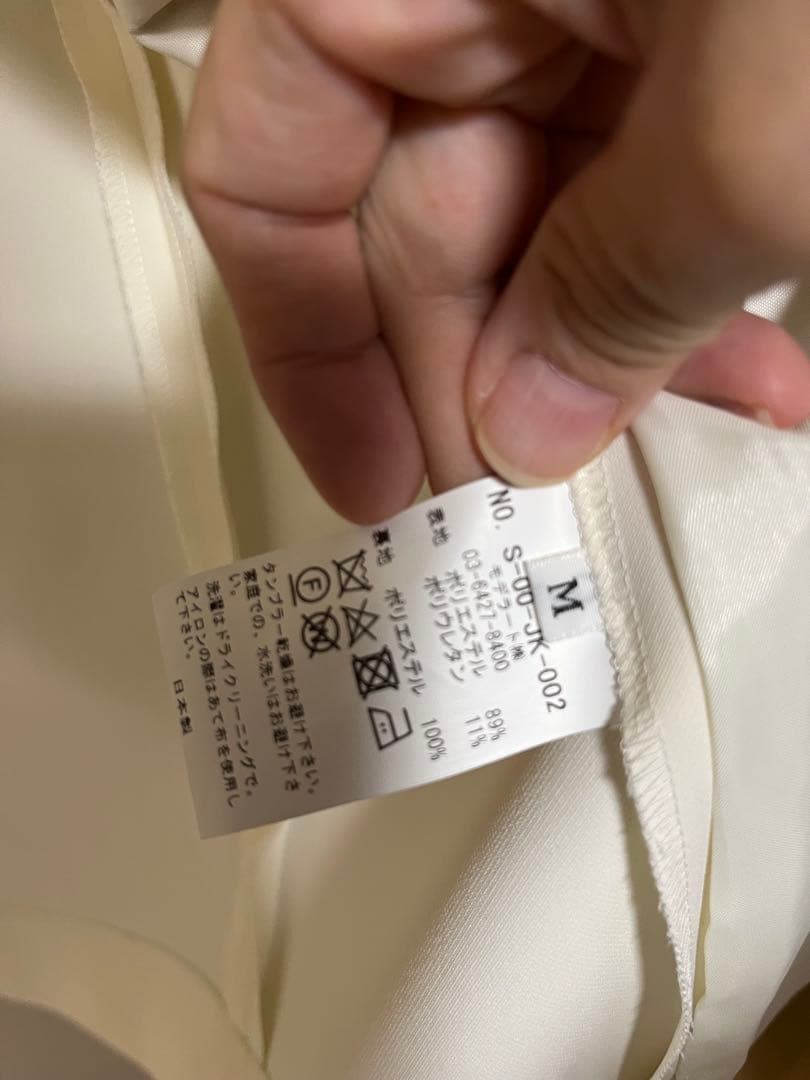 NO. S-00-JK-002
M
モデラート㈱
03-6427-8400
表地 ポリエステル 89%
ポリウレタン 11%
裏地 ポリエステル 100%
F W
タンブラー乾燥はお避け下さい。
家庭での、水洗いはお避け下さ
い。
洗濯はドライクリーニングで。
アイロンの際はあて布を使用し
て下さい。
日本製